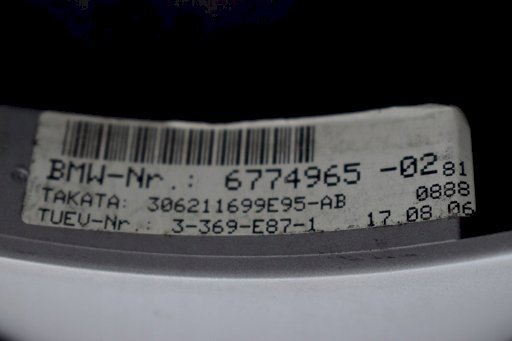 BMW-Nr.: 6774965 -02 81
TAKATA: 306211699E95-AB 0888
TUEV-Nr.: 3-369-E87-1 17.08.06